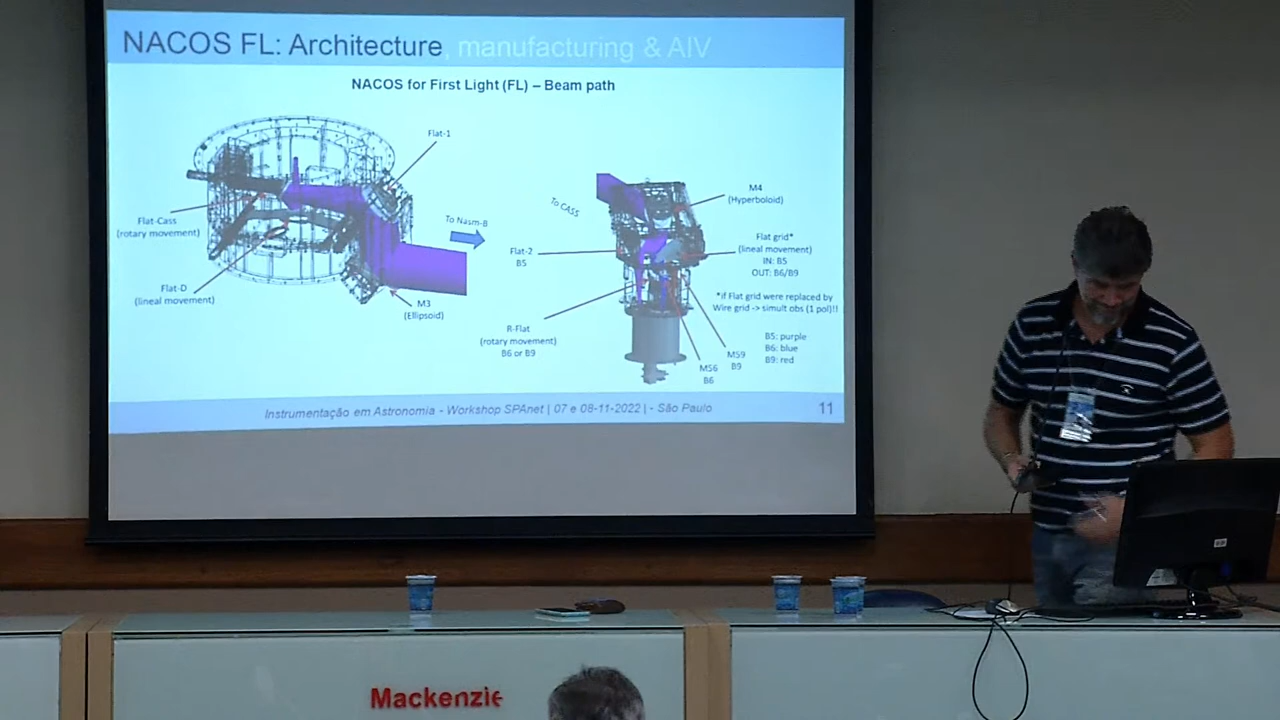 NACOS FL: Architecture, manufacturing & AIV
NACOS for First Light (FL) – Beam path
Flat-1
Flat-Cass
(rotary movement)
To Nasm-B
Flat-D
(lineal movement)
M3
(Ellipsoid)
To CASS
M4
(Hyperboloid)
Flat-2
B5
Flat grid*
(lineal movement)
IN: B5
OUT: B6/B9
*if Flat grid were replaced by
Wire grid -> simult obs (1 pol)!!
R-Flat
(rotary movement)
B6 or B9
M59
B9
M56
B6
B5: purple
B6: blue
B9: red
Instrumentação em Astronomia - Workshop SPAnet | 07 e 08-11-2022 | - São Paulo
11
Mackenzie